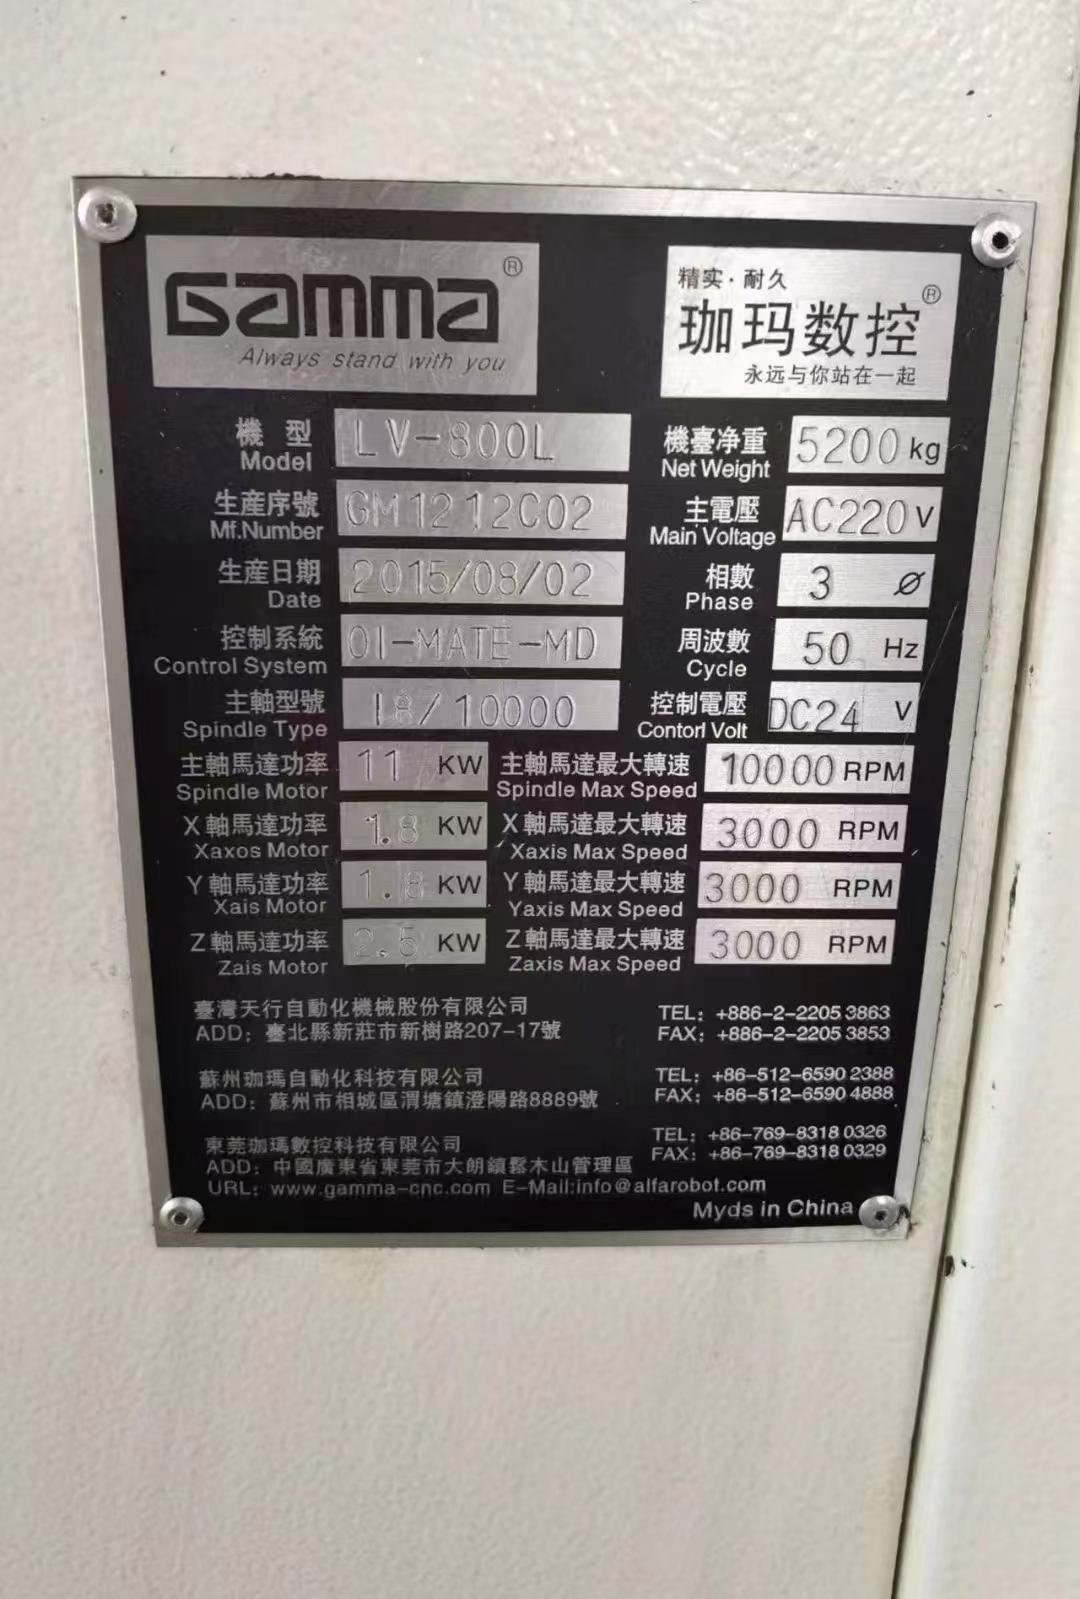 Gamma®
Always stand with you
精实·耐久
珈玛数控®
永远与你站在一起
機型 LV-800L 機臺净重 5200 kg
Model Net Weight
生産序號 GM1212C02 主電壓 AC220 V
Mf.Number Main Voltage
生産日期 2015/08/02 相數 3 Ø
Date Phase
控制系統 OI-MATE-MD 周波數 50 Hz
Control System Cycle
主軸型號 18/10000 控制電壓 DC24 V
Spindle Type Contorl Volt
主軸馬達功率 11 KW 主軸馬達最大轉速 10000 RPM
Spindle Motor Spindle Max Speed
X軸馬達功率 1.8 KW X軸馬達最大轉速 3000 RPM
Xaxos Motor Xaxis Max Speed
Y軸馬達功率 1.8 KW Y軸馬達最大轉速 3000 RPM
Xais Motor Yaxis Max Speed
Z軸馬達功率 2.5 KW Z軸馬達最大轉速 3000 RPM
Zais Motor Zaxis Max Speed
臺灣天行自動化機械股份有限公司 TEL: +886-2-2205 3863
ADD: 臺北縣新莊市新樹路207-17號 FAX: +886-2-2205 3853
蘇州珈瑪自動化科技有限公司 TEL: +86-512-6590 2388
ADD: 蘇州市相城區渭塘鎮澄陽路8889號 FAX: +86-512-6590 4888
東莞珈瑪數控科技有限公司 TEL: +86-769-8318 0326
ADD: 中國廣東省東莞市大朗鎮鬆木山管理區 FAX: +86-769-8318 0329
URL: www.gamma-cnc.com E-Mail:info@alfarobot.com
Myds in China